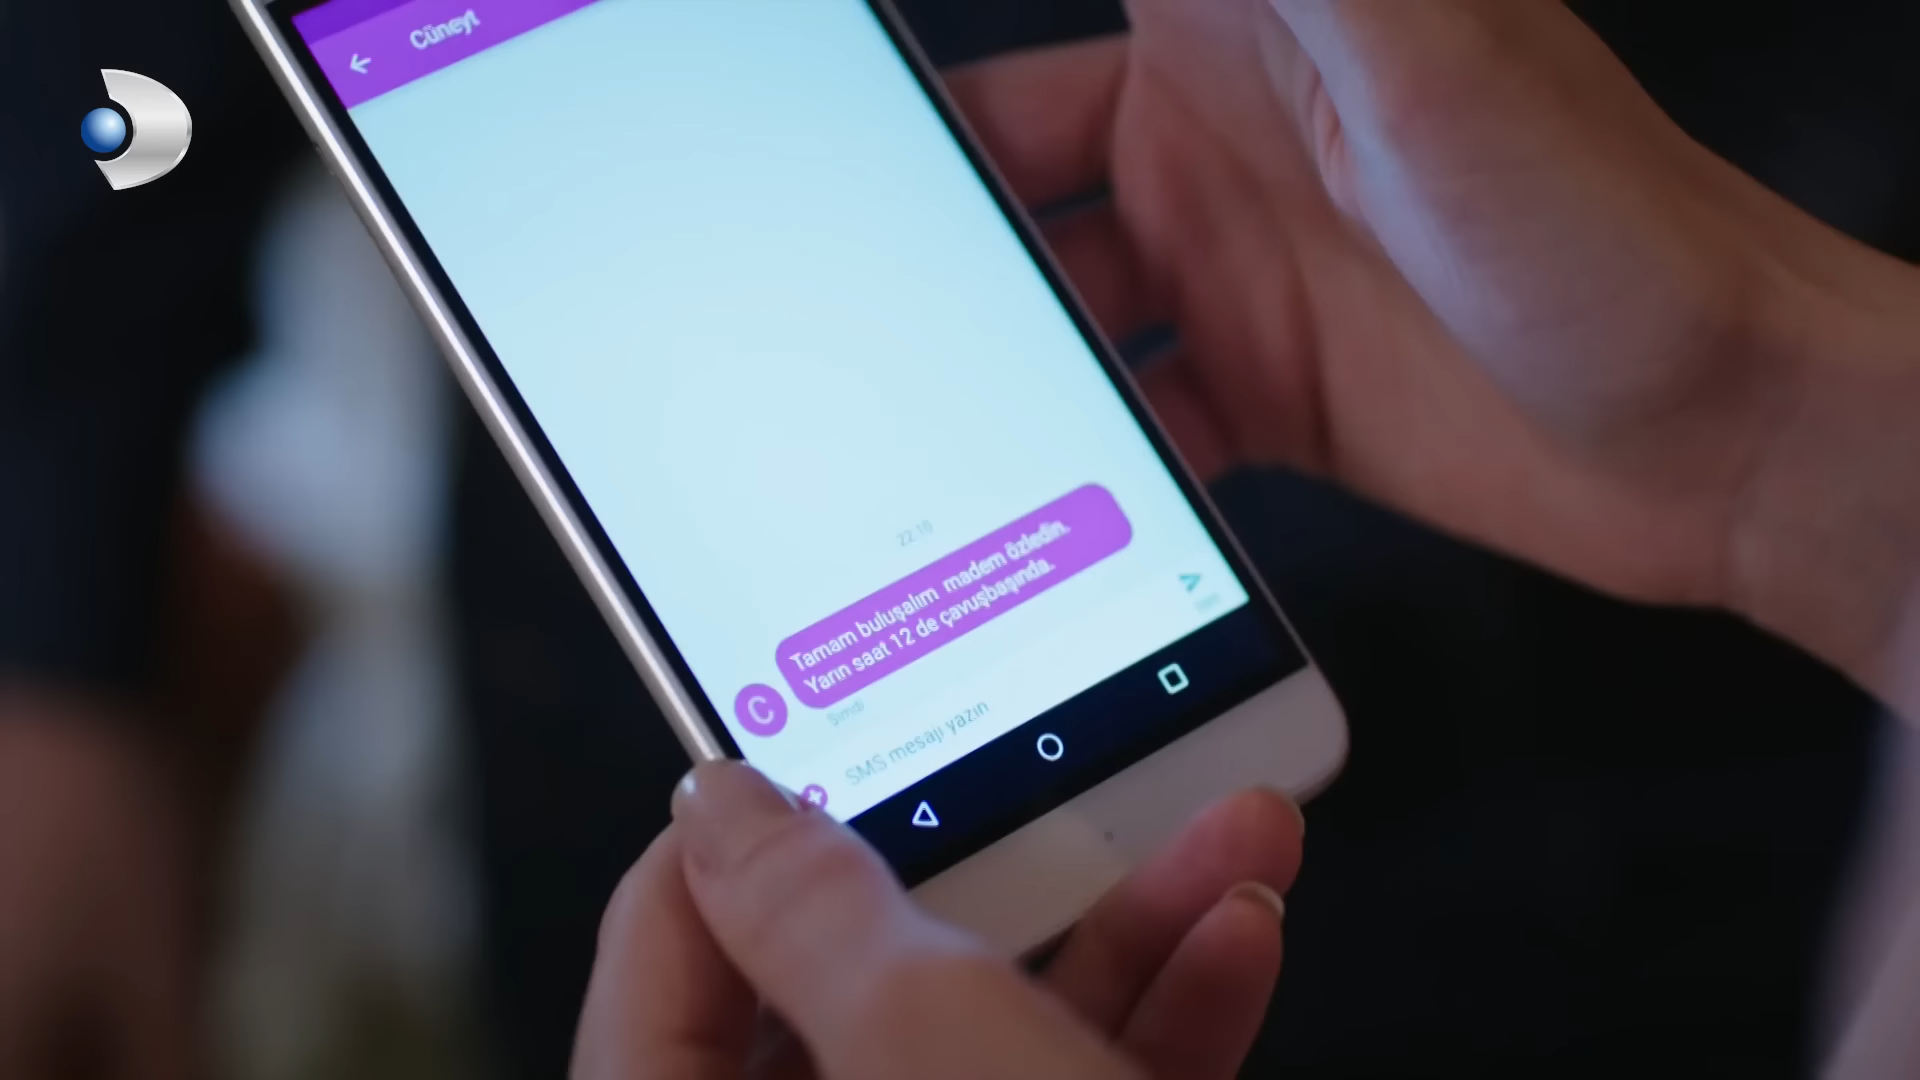 Cüneyt
22:10
Tamam buluşalım madem özledin.
Yarın saat 12 de çavuşbaşında.
C
Şimdi
SMS mesajı yazın